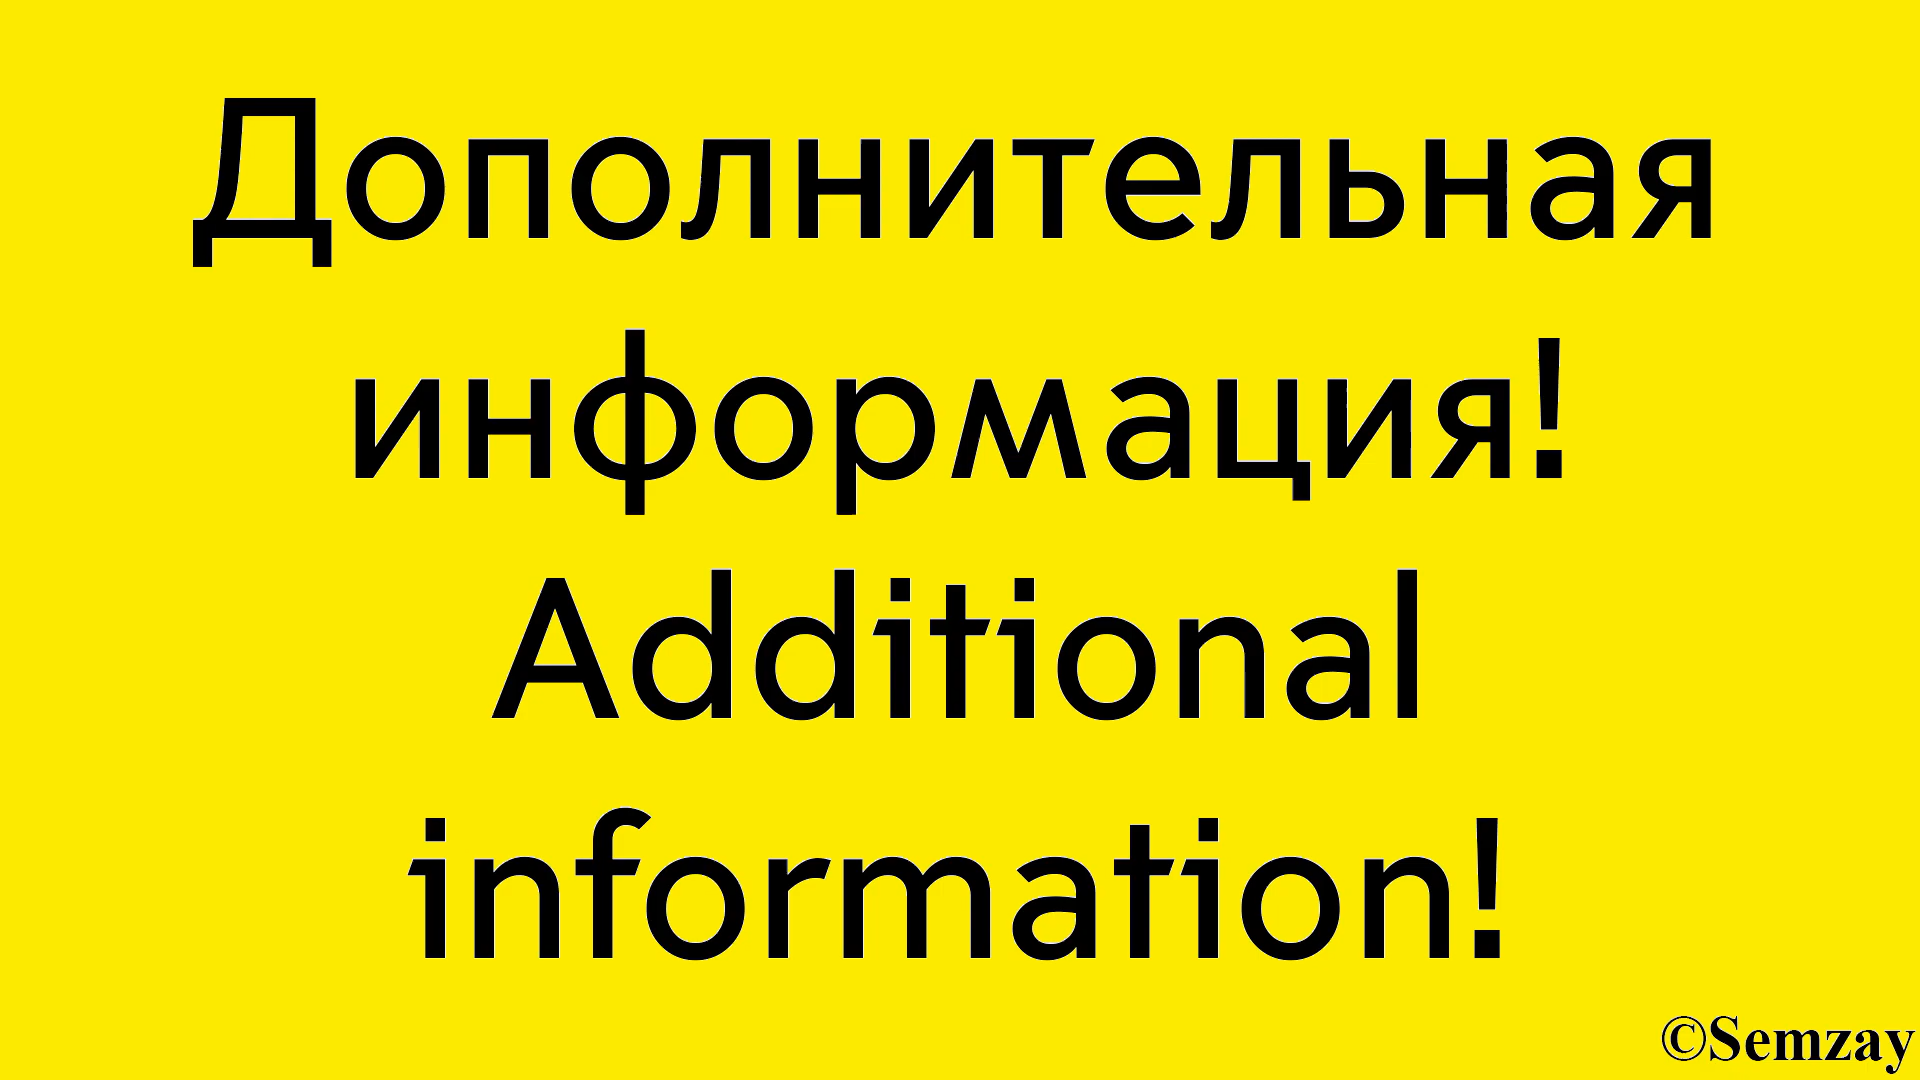 Дополнительная
информация!
Additional
information!
©Semzay